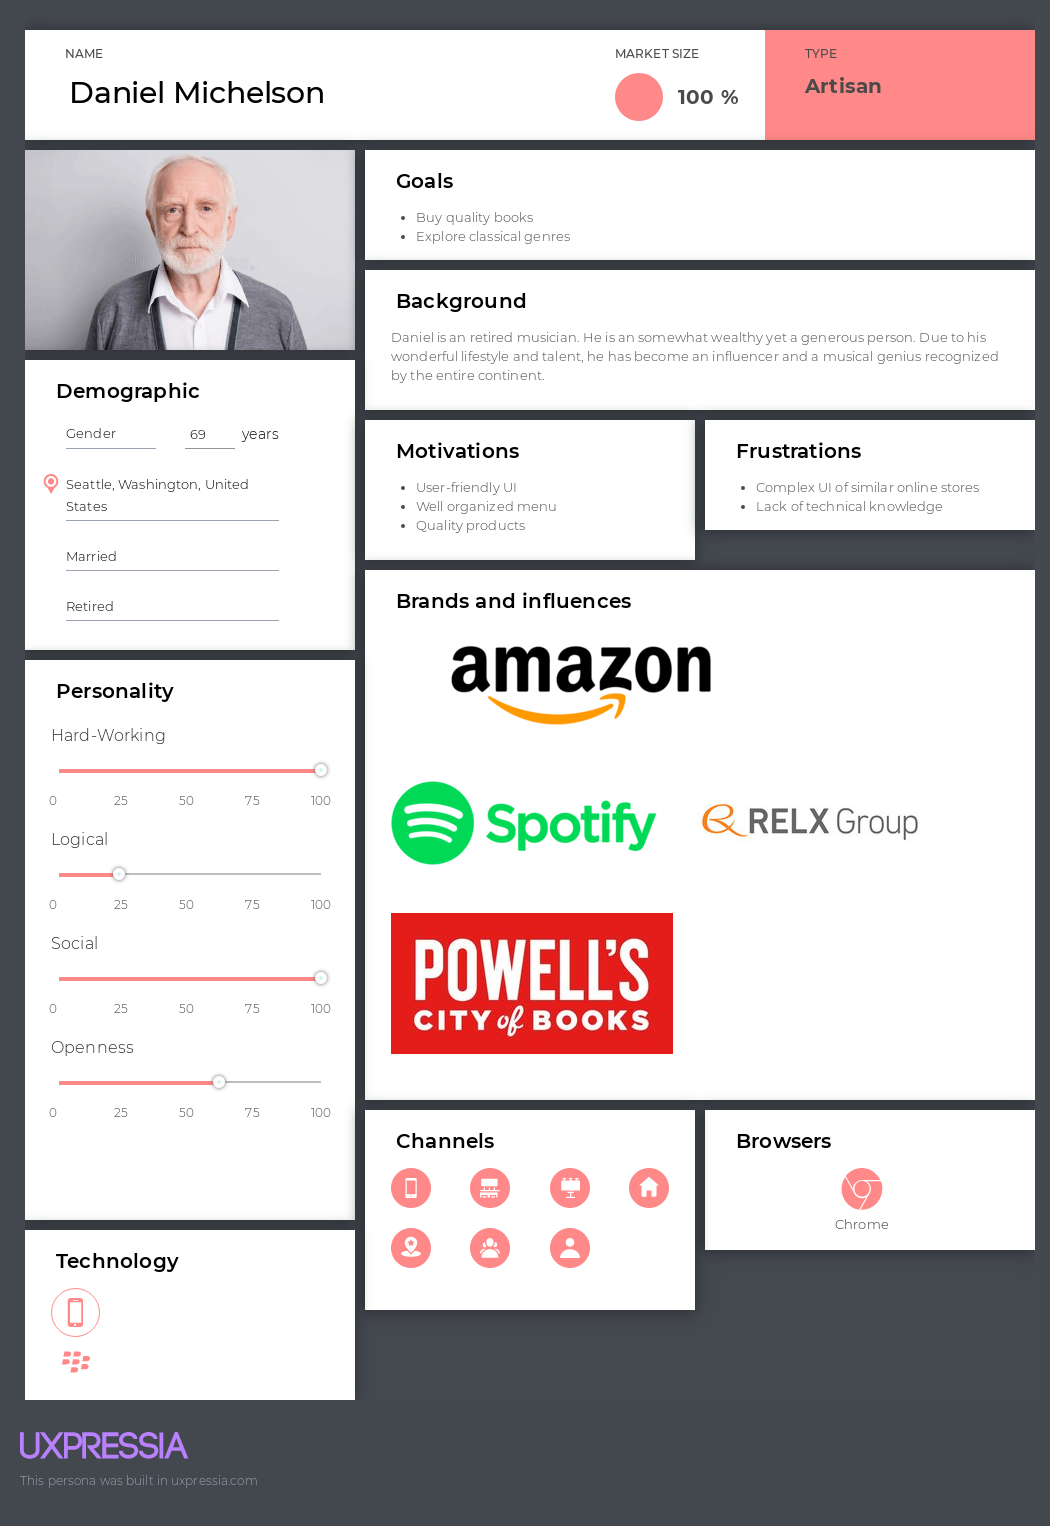 NAME
Daniel Michelson
MARKET SIZE
100 %
TYPE
Artisan
Goals
Buy quality books
Explore classical genres
Background
Daniel is an retired musician. He is an somewhat wealthy yet a generous person. Due to his
wonderful lifestyle and talent, he has become an influencer and a musical genius recognized
by the entire continent.
Demographic
Gender
69 years
Seattle, Washington, United
States
Married
Retired
Motivations
User-friendly UI
Well organized menu
Quality products
Frustrations
Complex UI of similar online stores
Lack of technical knowledge
Brands and influences
amazon
Spotify
RELX Group
POWELL'S
CITY of BOOKS
Personality
Hard-Working
0 25 50 75 100
Logical
0 25 50 75 100
Social
0 25 50 75 100
Openness
0 25 50 75 100
Channels
Browsers
Chrome
Technology
UXPRESSIA
This persona was built in uxpressia.com